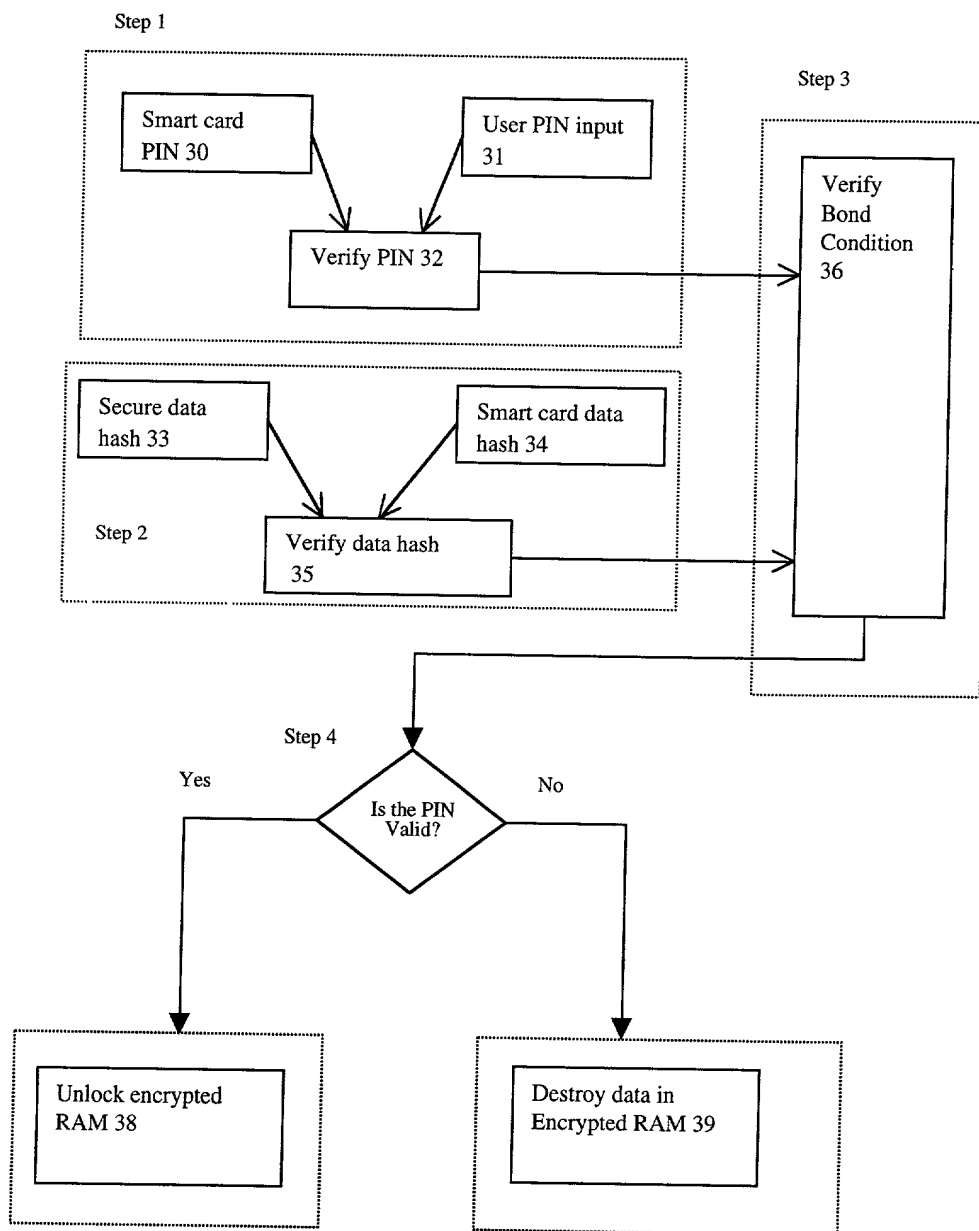 Step 1
Smart card
PIN 30
User PIN input
31
Verify PIN 32
Step 3
Verify
Bond
Condition
36
Secure data
hash 33
Smart card data
hash 34
Step 2
Verify data hash
35
Step 4
Yes
No
Is the PIN
Valid?
Unlock encrypted
RAM 38
Destroy data in
Encrypted RAM 39